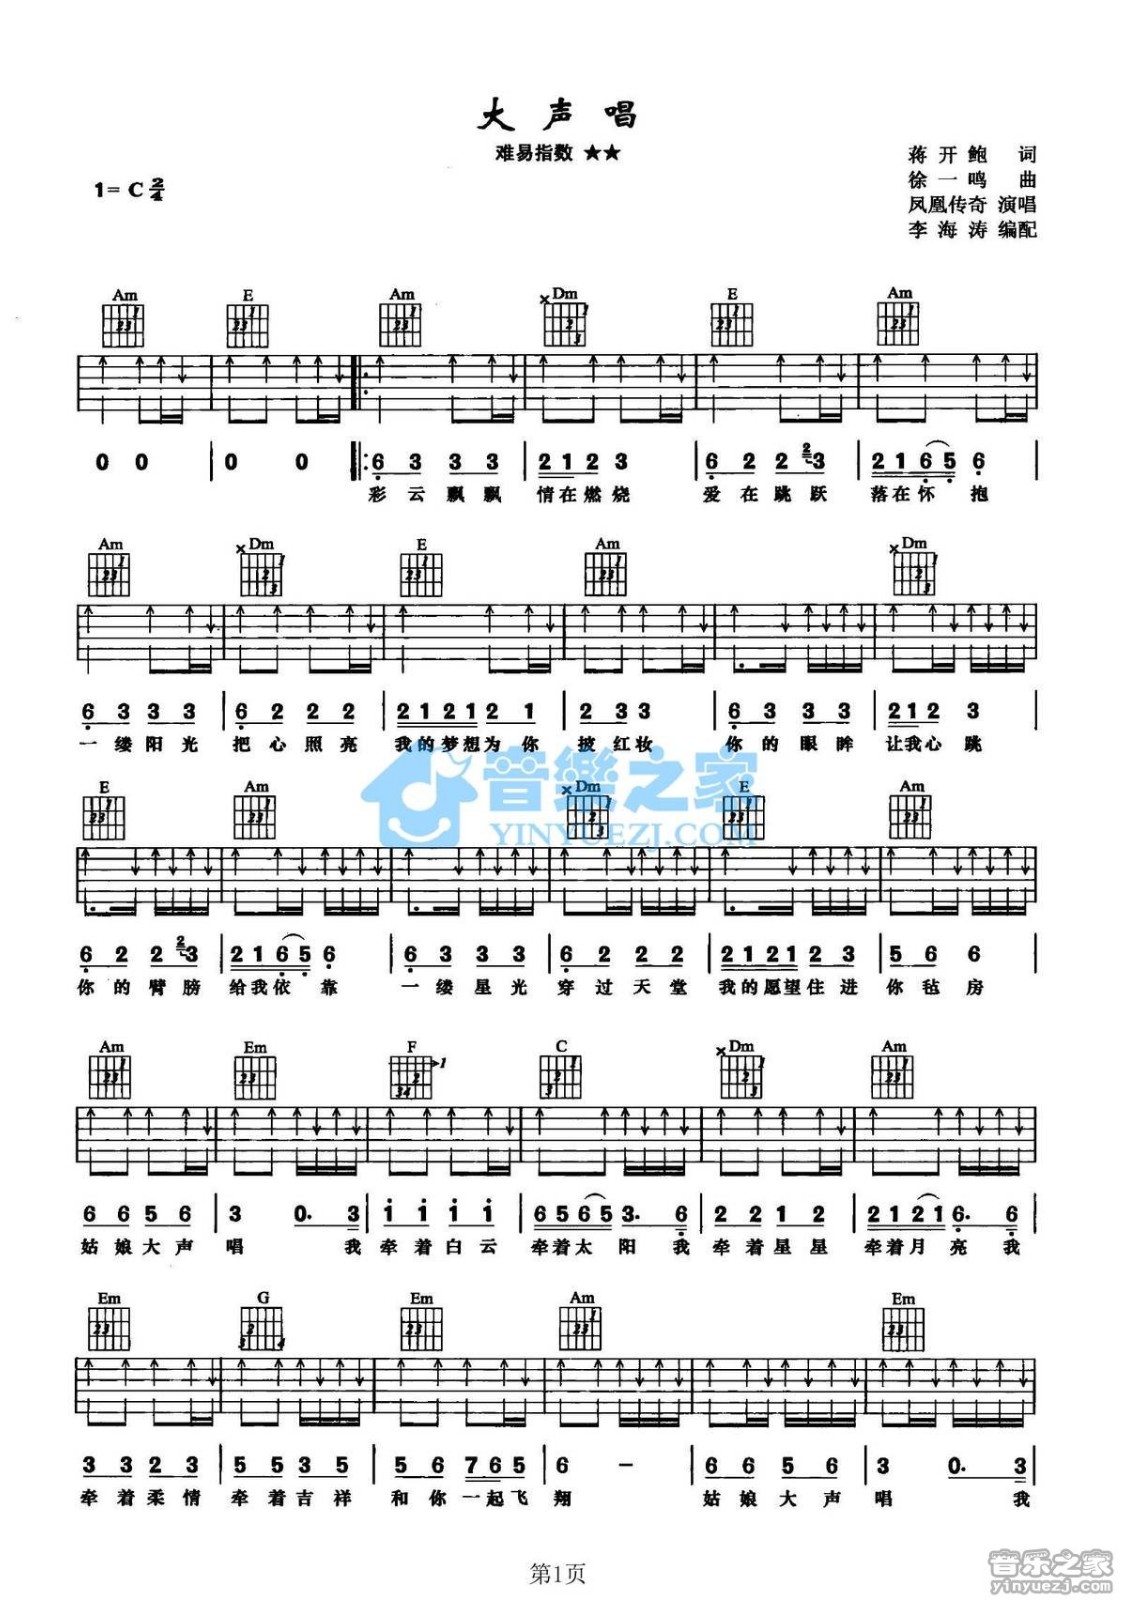 大声唱
难易指数 ★★
1= C 2/4
蒋开鲍 词
徐一鸣 曲
凤凰传奇 演唱
李海涛 编配
Am E Am Dm E Am
0 0 | 0 0 |: 6 3 3 3 | 2 1 2 3 | 6 2 2 2 3 | 2 1 6 5 6 |
彩云飘飘 情在燃烧 爱在跳跃 落在怀抱
Am Dm E Am Dm
6 3 3 3 | 6 2 2 2 | 2 1 2 1 2 1 | 2 3 3 | 6 3 3 3 | 2 1 2 3 |
一缕阳光 把心照亮 我的梦想为你 披红妆 你的眼眸 让我心跳
音樂之家
YINYUEZJ.COM
E Am Dm E Am
6 2 2 2 3 | 2 1 6 5 6 | 6 3 3 3 | 6 2 2 2 | 2 1 2 1 2 3 | 5 6 6 |
你的臂膀 给我依靠 一缕星光 穿过天堂 我的愿望住进 你毡房
Am Em F C Dm Am
6 6 5 6 | 3 0. 3 | i i i i | 6 5 6 5 3. 6 | 2 2 1 2 | 2 1 2 1 6. 6 |
姑娘大声 唱 我 牵着白云 牵着太阳我 牵着星星 牵着月亮我
Em G Em Am Em
3 3 2 3 | 5 5 3 5 | 5 6 7 6 5 | 6 – | 6 6 5 6 | 3 0. 3 |
牵着柔情 牵着吉祥 和你一起飞 翔 姑娘大声 唱 我
第1页
音乐之家
yinyuezj.com